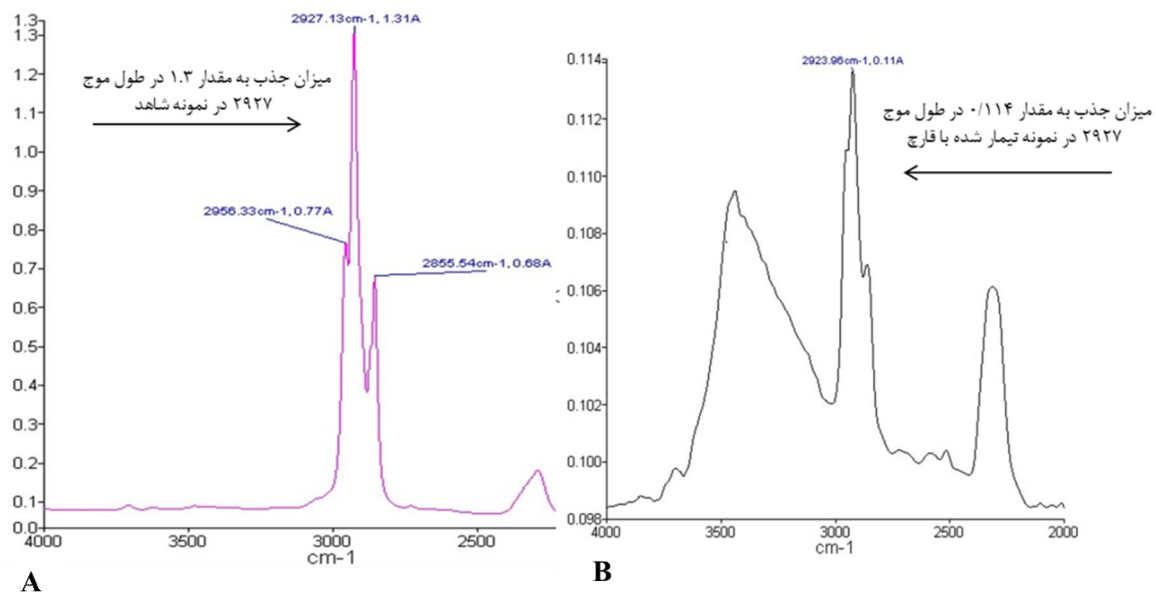 1.3
1.3
1.2
1.1
1.0
0.9
0.8
0.7
0.6
0.5
0.4
0.3
0.2
0.1
0.0
4000 3500 3000 2500
cm-1
2927.13cm-1, 1.31A
2956.33cm-1, 0.77A
2855.54cm-1, 0.68A
میزان جذب به مقدار ۱.۳ در طول موج
۲۹۲۷ در نمونه شاهد
A
0.114
0.112
0.110
0.108
0.106
0.104
0.102
0.100
0.098
4000 3500 3000 2500 2000
cm-1
2923.96cm-1, 0.11A
میزان جذب به مقدار ۰/۱۱۴ در طول موج
۲۹۲۷ در نمونه تیمار شده با قارچ
B